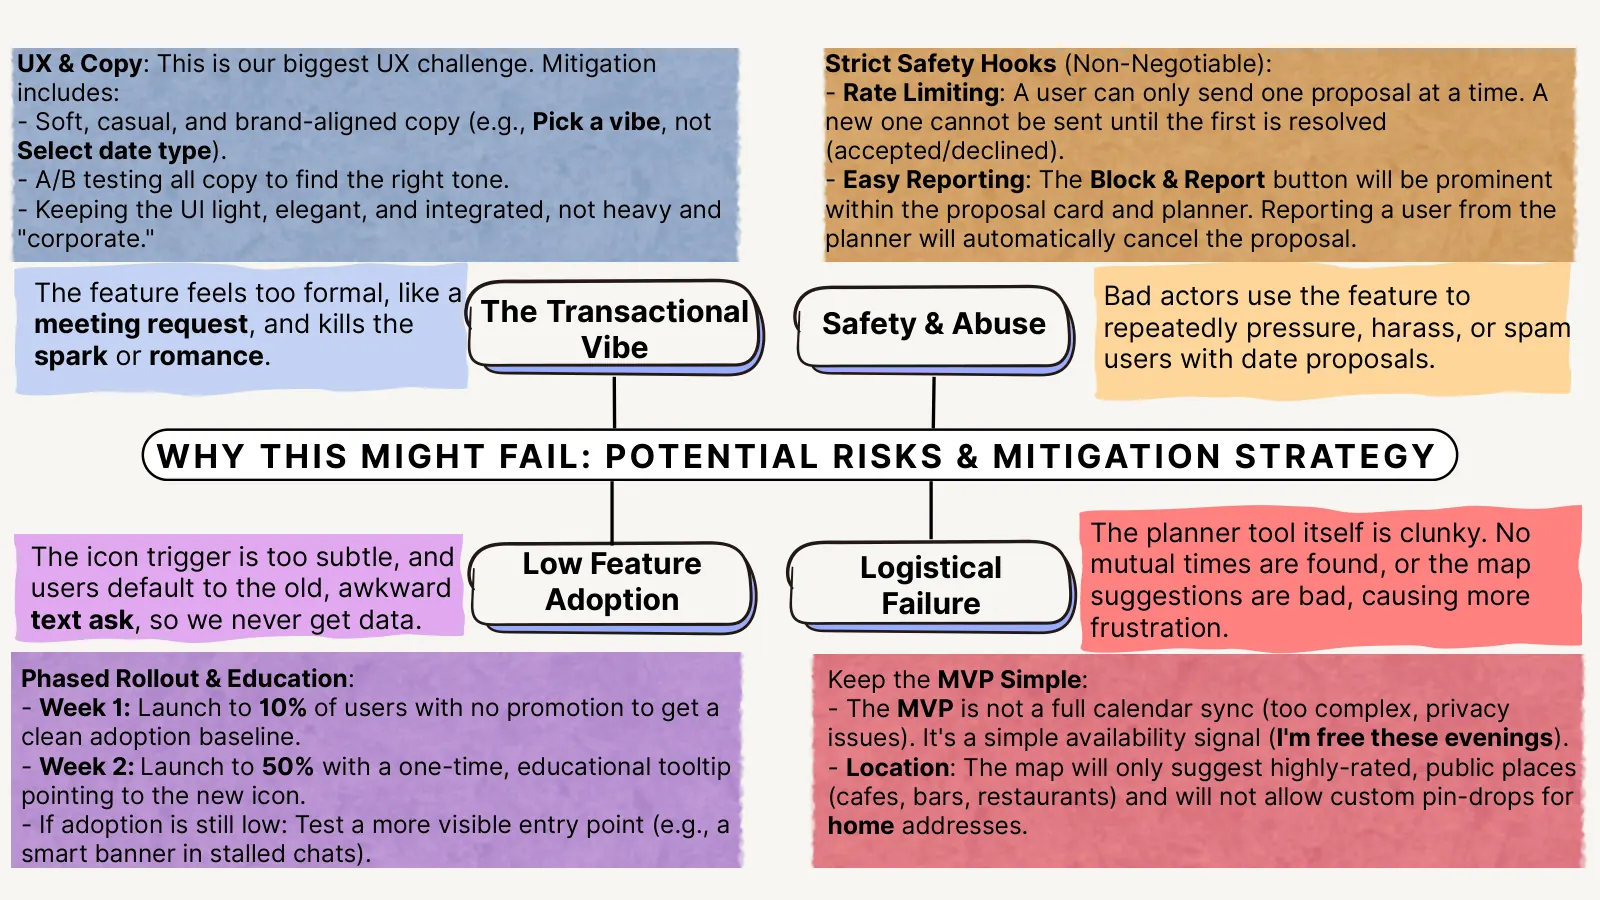 UX & Copy: This is our biggest UX challenge. Mitigation
includes:
- Soft, casual, and brand-aligned copy (e.g., Pick a vibe, not
Select date type).
- A/B testing all copy to find the right tone.
- Keeping the UI light, elegant, and integrated, not heavy and
"corporate."
The feature feels too formal, like a
meeting request, and kills the
spark or romance.
The Transactional
Vibe
Strict Safety Hooks (Non-Negotiable):
- Rate Limiting: A user can only send one proposal at a time. A
new one cannot be sent until the first is resolved
(accepted/declined).
- Easy Reporting: The Block & Report button will be prominent
within the proposal card and planner. Reporting a user from the
planner will automatically cancel the proposal.
Safety & Abuse
Bad actors use the feature to
repeatedly pressure, harass, or spam
users with date proposals.
WHY THIS MIGHT FAIL: POTENTIAL RISKS & MITIGATION STRATEGY
The icon trigger is too subtle, and
users default to the old, awkward
text ask, so we never get data.
Low Feature
Adoption
Phased Rollout & Education:
- Week 1: Launch to 10% of users with no promotion to get a
clean adoption baseline.
- Week 2: Launch to 50% with a one-time, educational tooltip
pointing to the new icon.
- If adoption is still low: Test a more visible entry point (e.g., a
smart banner in stalled chats).
Logistical
Failure
The planner tool itself is clunky. No
mutual times are found, or the map
suggestions are bad, causing more
frustration.
Keep the MVP Simple:
- The MVP is not a full calendar sync (too complex, privacy
issues). It's a simple availability signal (I'm free these evenings).
- Location: The map will only suggest highly-rated, public places
(cafes, bars, restaurants) and will not allow custom pin-drops for
home addresses.